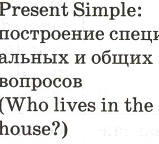 Present Simple:
построение специ
альных и общих
вопросов
(Who lives in the
house?)